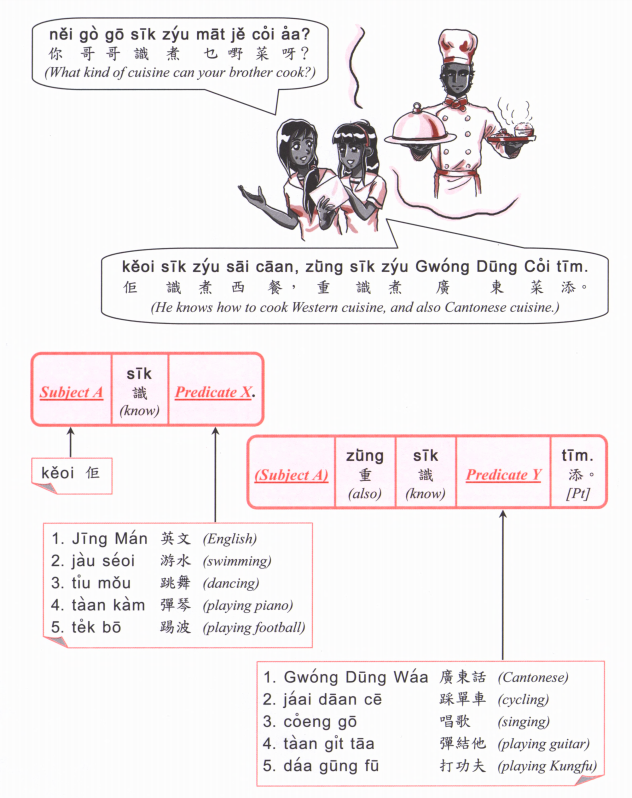 něi gò gō sīk zýu māt jě cỏi åa?
你 哥 哥 識 煮 乜 嘢 菜 呀？
(What kind of cuisine can your brother cook?)
kěoi sīk zýu sāi cāan, zūng sīk zýu Gwóng Dūng Cỏi tīm.
佢 識 煮 西 餐， 重 識 煮 廣 東 菜 添。
(He knows how to cook Western cuisine, and also Cantonese cuisine.)
Subject A
sīk
識
(know)
Predicate X.
kěoi 佢
(Subject A)
zūng
重
(also)
sīk
識
(know)
Predicate Y
tīm.
添。
[Pt]
1. Jīng Mán 英文 (English)
2. jàu séoi 游水 (swimming)
3. tỉu mǒu 跳舞 (dancing)
4. tàan kàm 彈琴 (playing piano)
5. tẻk bō 踢波 (playing football)
1. Gwóng Dūng Wáa 廣東話 (Cantonese)
2. jáai dāan cē 踩單車 (cycling)
3. cỏeng gō 唱歌 (singing)
4. tàan gỉt tāa 彈結他 (playing guitar)
5. dáa gūng fū 打功夫 (playing Kungfu)